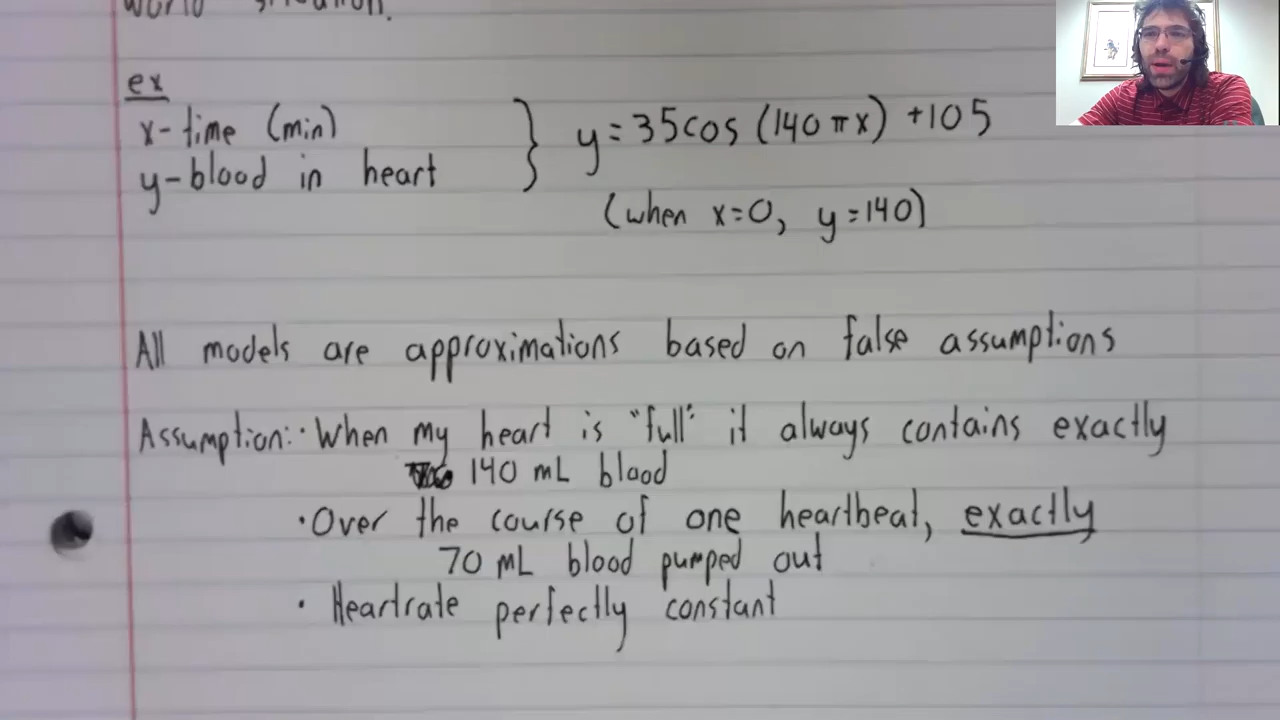 world situation.
ex
x-time (min)
y-blood in heart
} y=35cos (140πx) +105
(when x=0, y=140)
All models are approximations based on false assumptions
Assumption: · When my heart is "full" it always contains exactly
140 mL blood
· Over the course of one heartbeat, exactly
70 mL blood pumped out
· Heartrate perfectly constant